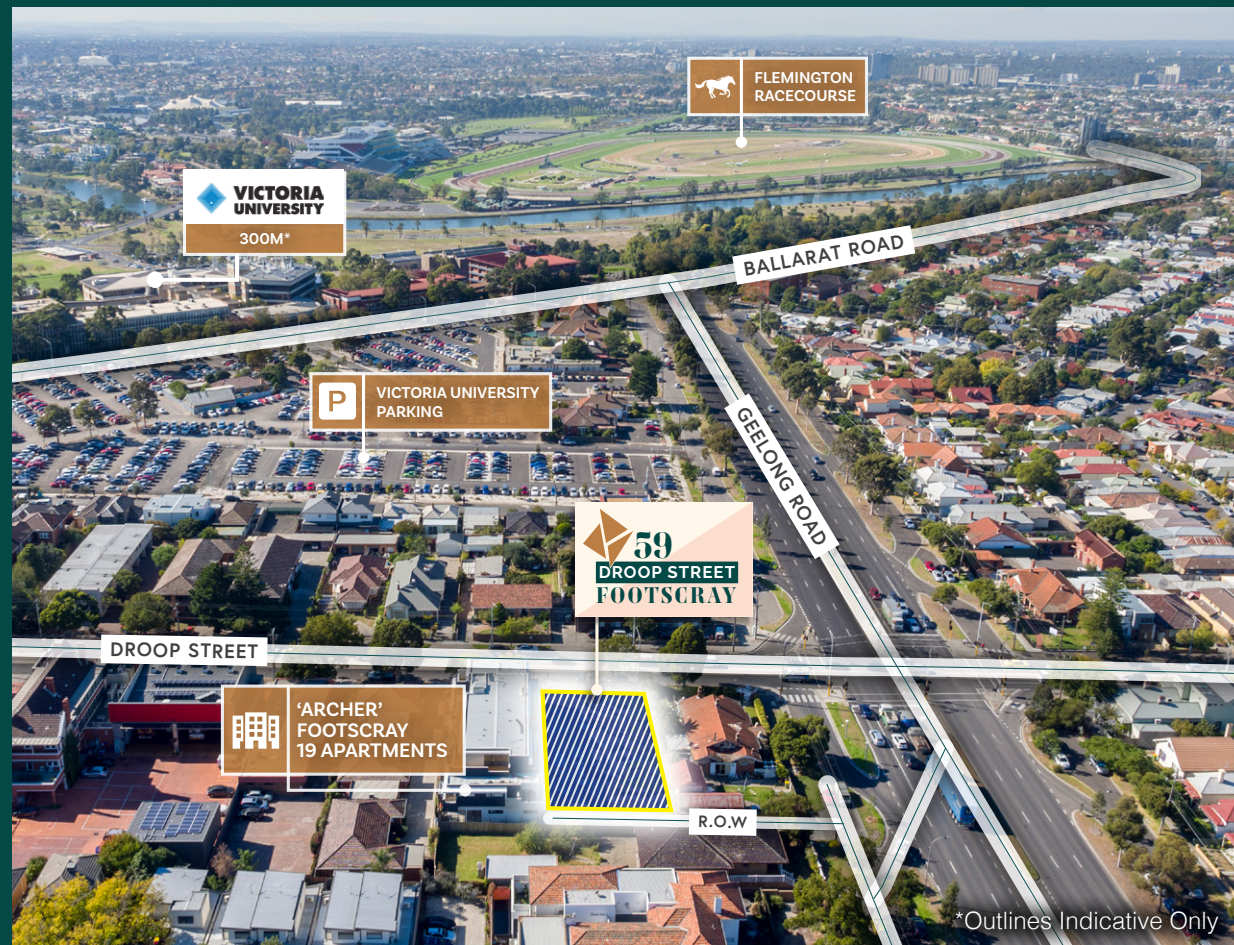 FLEMINGTON
RACECOURSE
VICTORIA
UNIVERSITY
300M*
BALLARAT ROAD
P
VICTORIA UNIVERSITY
PARKING
GEELONG ROAD
59
DROOP STREET
FOOTSCRAY
DROOP STREET
‘ARCHER’
FOOTSCRAY
19 APARTMENTS
R.O.W
*Outlines Indicative Only